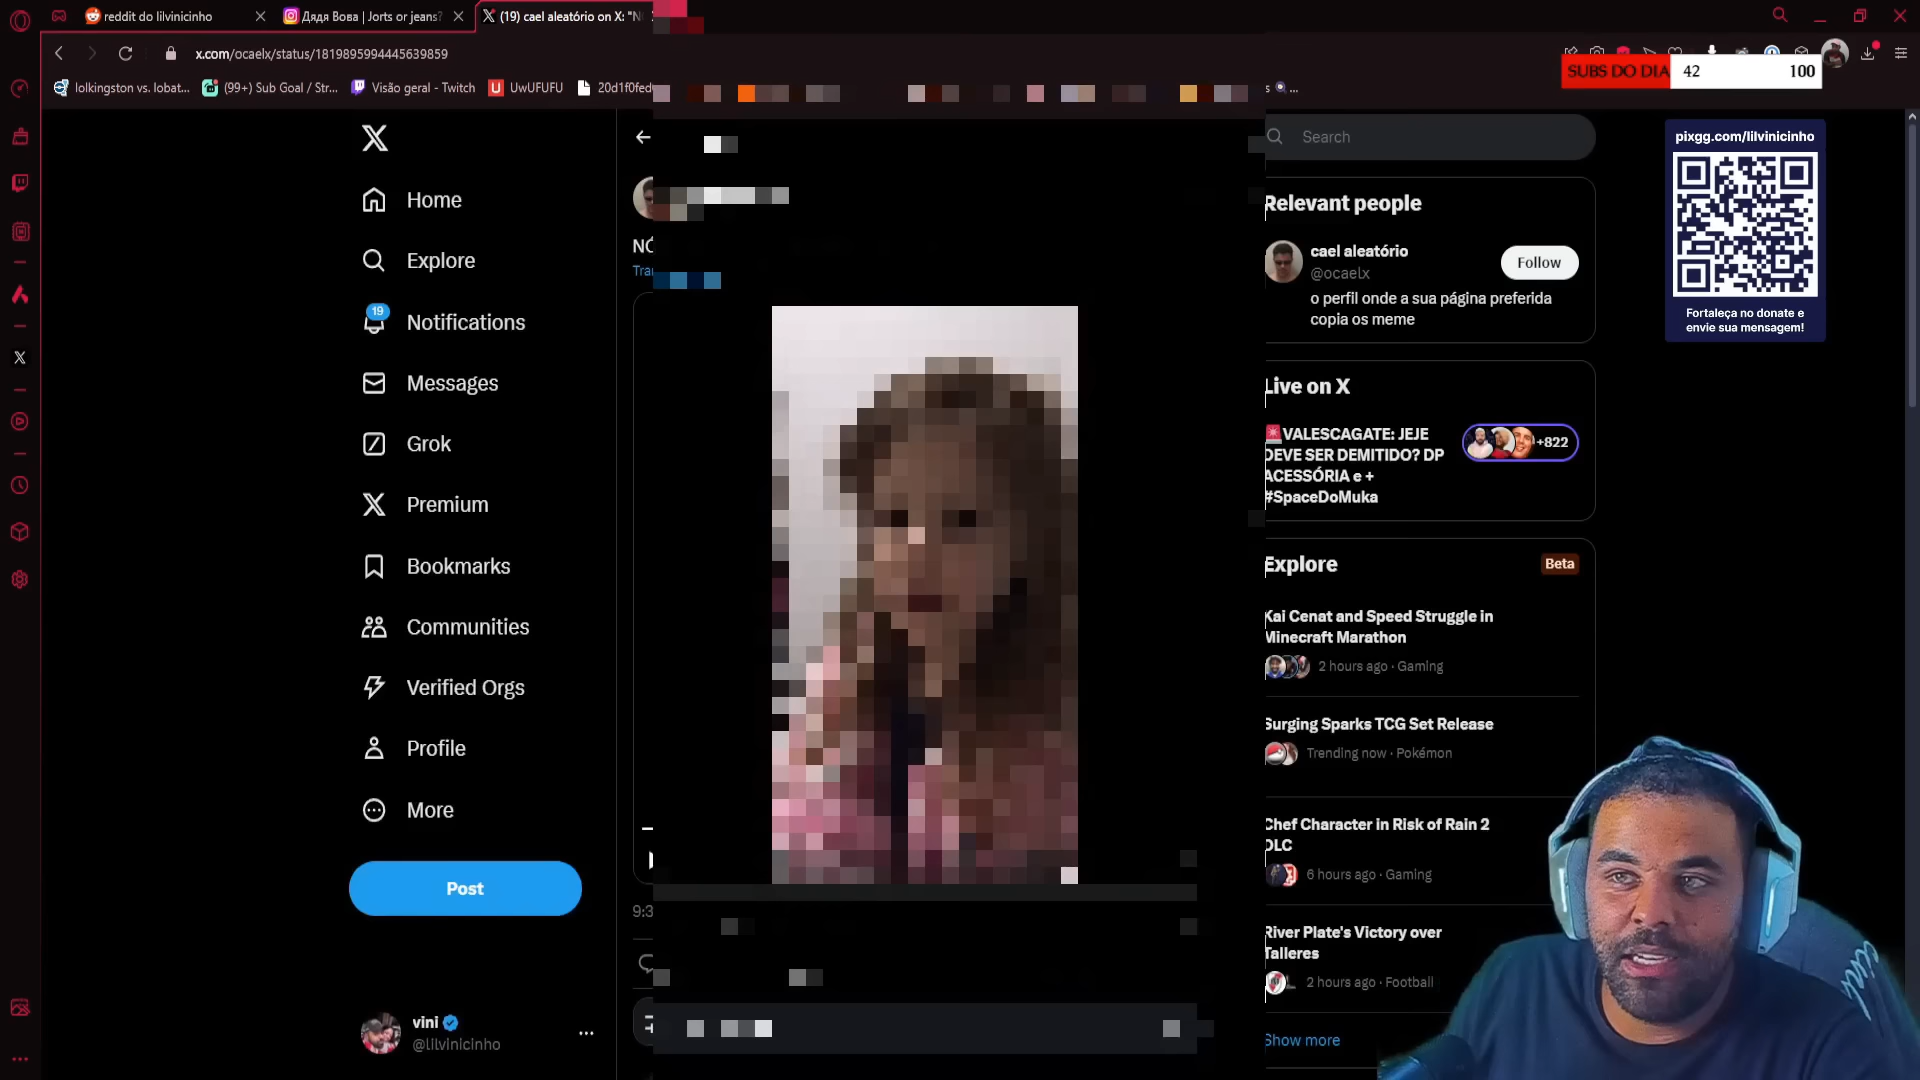 reddit do lilvinicinho
Дядя Вова | Jorts or jeans?
(19) cael aleatório on X: "N
x.com/ocaelx/status/1819895994445639859
lolkingston vs. lobat...
(99+) Sub Goal / Str...
Visão geral - Twitch
UwUFUFU
20d1f0fed
SUBS DO DIA
42
100
Home
Explore
19
Notifications
Messages
Grok
Premium
Bookmarks
Communities
Verified Orgs
Profile
More
Post
vini
@lilvinicinho
NÓ
Tra
9:3
Search
Relevant people
cael aleatório
@ocaelx
Follow
o perfil onde a sua página preferida
copia os meme
Live on X
🚨VALESCAGATE: JEJE
DEVE SER DEMITIDO? DP
ACESSÓRIA e +
#SpaceDoMuka
+822
Explore
Beta
Kai Cenat and Speed Struggle in
Minecraft Marathon
2 hours ago · Gaming
Surging Sparks TCG Set Release
Trending now · Pokémon
Chef Character in Risk of Rain 2
DLC
6 hours ago · Gaming
River Plate's Victory over
Talleres
2 hours ago · Football
Show more
pixgg.com/lilvinicinho
Fortaleça no donate e
envie sua mensagem!